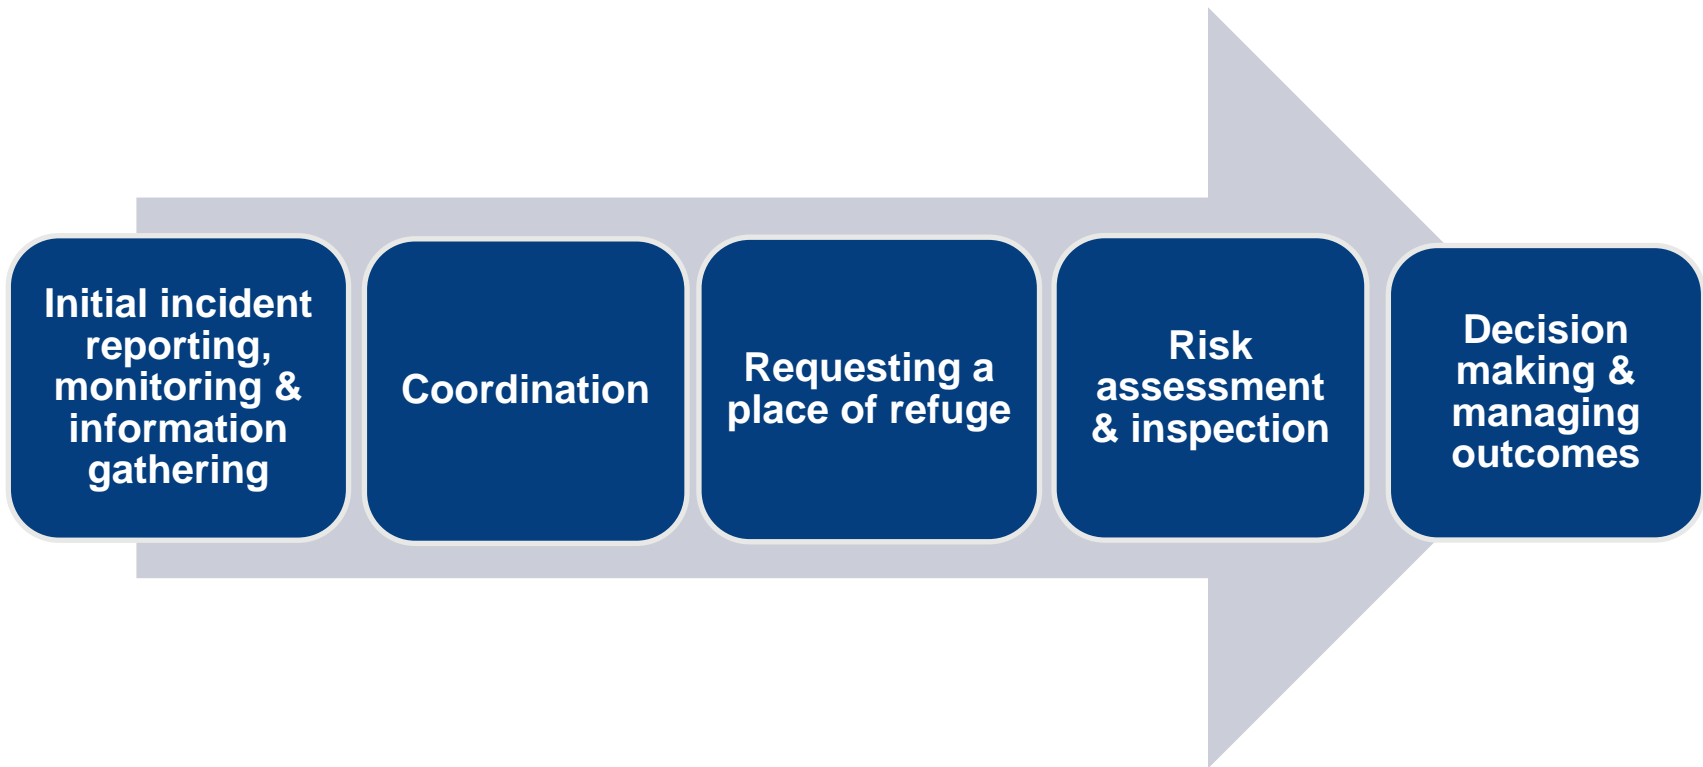 Initial incident
reporting,
monitoring &
information
gathering
Coordination
Requesting a
place of refuge
Risk
assessment
& inspection
Decision
making &
managing
outcomes